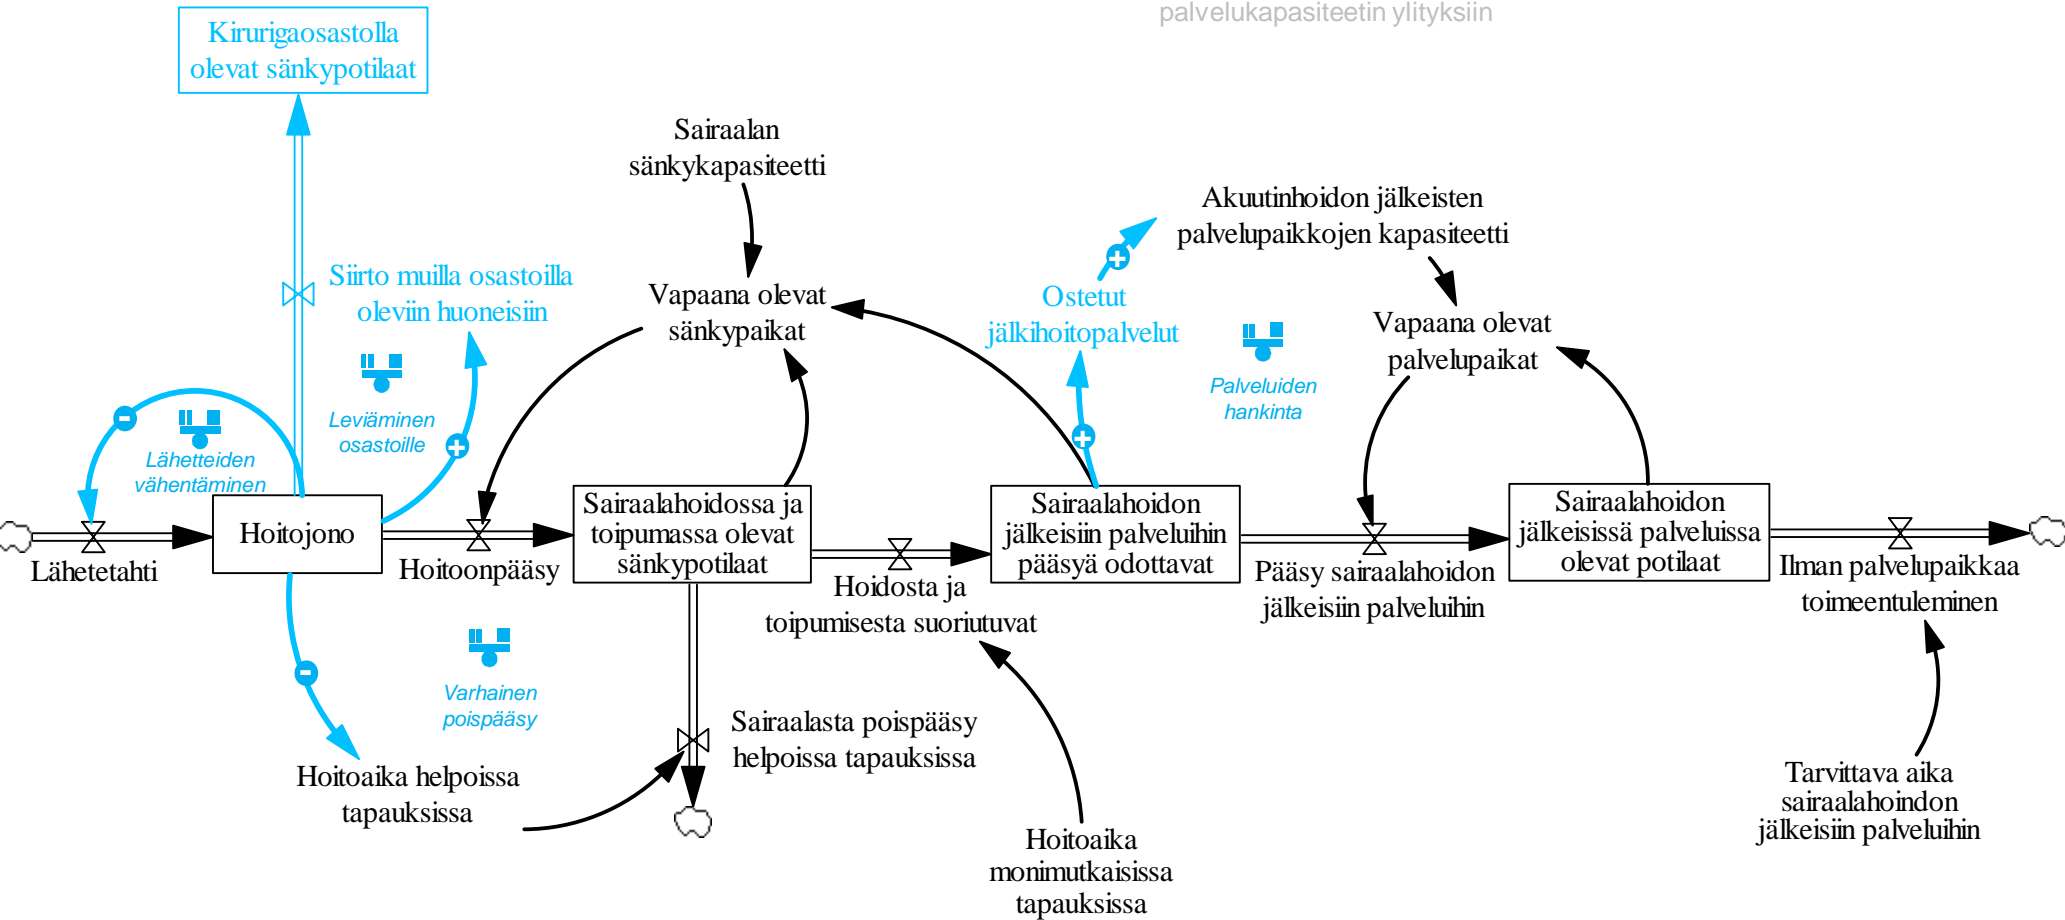 palvelukapasiteetin ylityksiin
Kirurigaosastolla
olevat sänkypotilaat
Sairaalan
sänkykapasiteetti
Akuutinhoidon jälkeisten
palvelupaikkojen kapasiteetti
Siirto muilla osastoilla
oleviin huoneisiin
Vapaana olevat
sänkypaikat
Ostetut
jälkihoitopalvelut
Vapaana olevat
palvelupaikat
Palveluiden
hankinta
Leviäminen
osastoille
Lähetteiden
vähentäminen
Hoitojono
Sairaalahoidossa ja
toipumassa olevat
sänkypotilaat
Sairaalahoidon
jälkeisiin palveluihin
pääsyä odottavat
Sairaalahoidon
jälkeisissä palveluissa
olevat potilaat
Lähetetahti
Hoitoonpääsy
Hoidosta ja
toipumisesta suoriutuvat
Pääsy sairaalahoidon
jälkeisiin palveluihin
Ilman palvelupaikkaa
toimeentuleminen
Varhainen
poispääsy
Sairaalasta poispääsy
helpoissa tapauksissa
Hoitoaika helpoissa
tapauksissa
Hoitoaika
monimutkaisissa
tapauksissa
Tarvittava aika
sairaalahoindon
jälkeisiin palveluihin